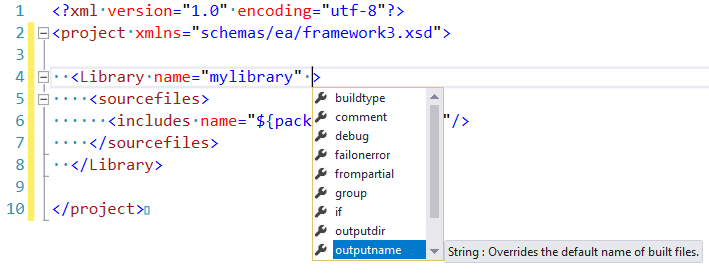 1 <?xml version="1.0" encoding="utf-8"?>
2 <project xmlns="schemas/ea/framework3.xsd">
3
4 <Library name="mylibrary" >
5 <sourcefiles>
6 <includes name="${pack "/>
7 </sourcefiles>
8 </Library>
9
10 </project>
buildtype
comment
debug
failonerror
frompartial
group
if
outputdir
outputname
String : Overrides the default name of built files.